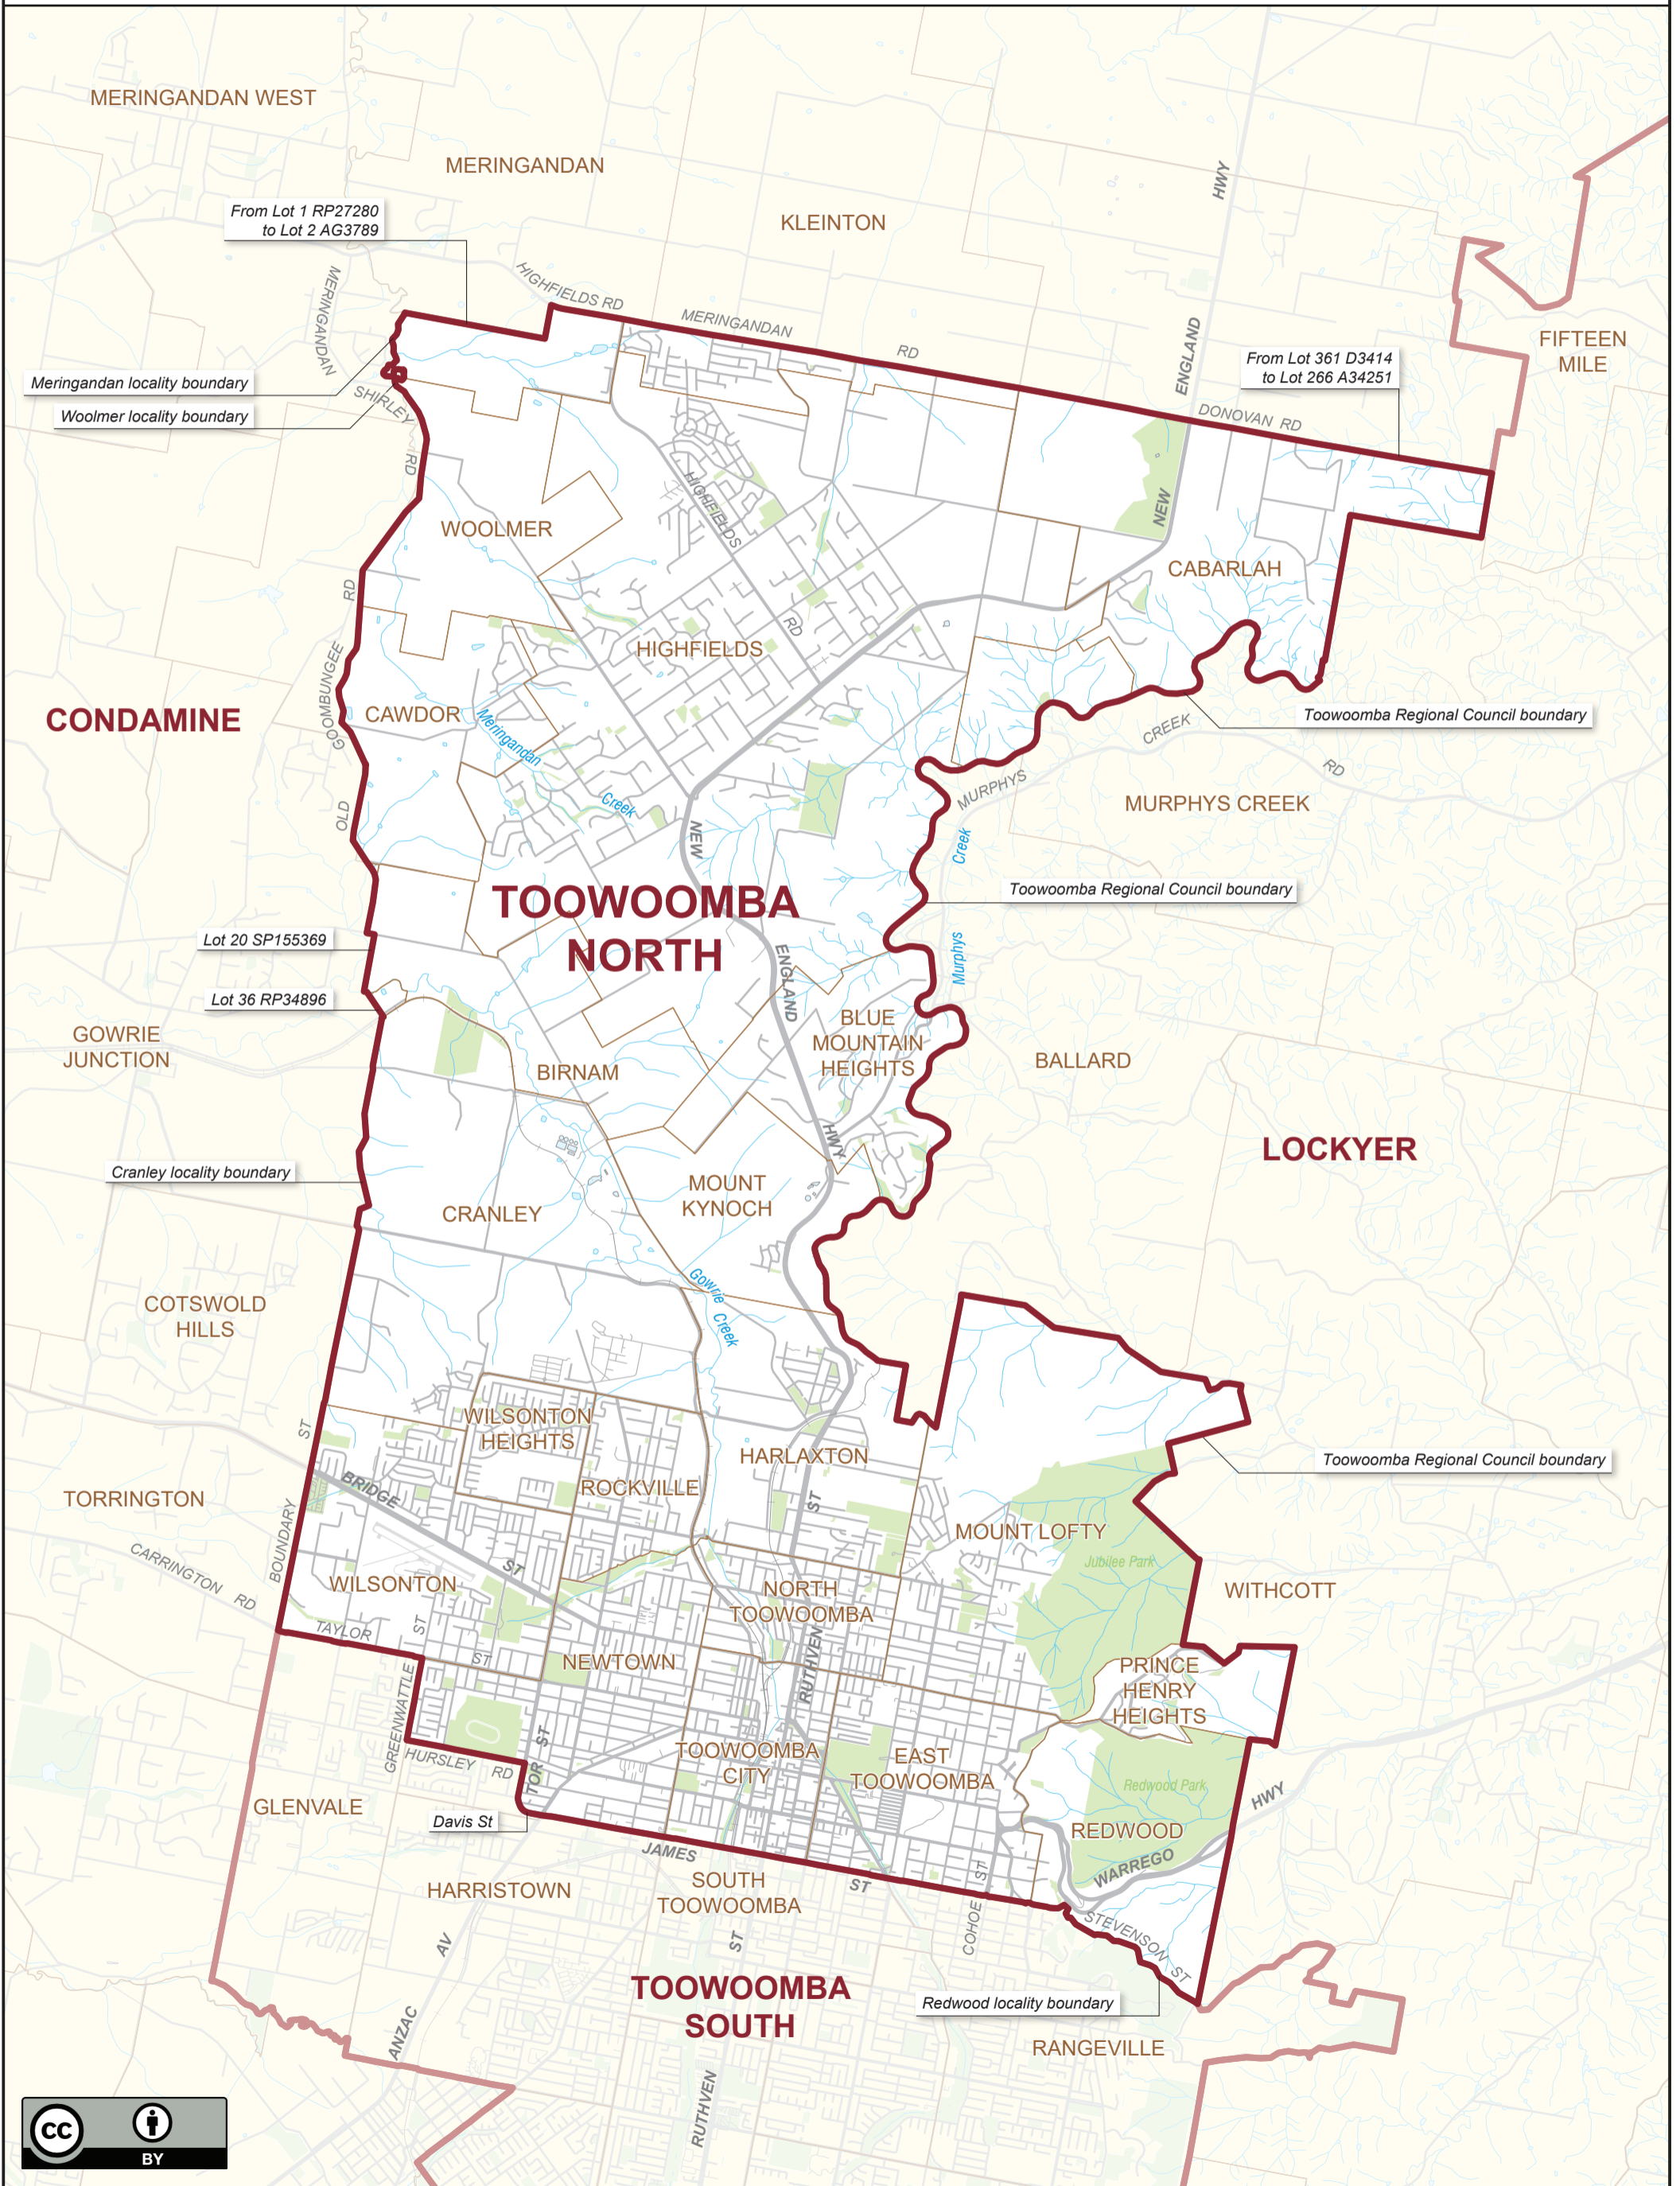 MERINGANDAN WEST
MERINGANDAN
KLEINTON
HWY
From Lot 1 RP27280
to Lot 2 AG3789
HIGHFIELDS RD
MERINGANDAN
MERINGANDAN
RD
ENGLAND
FIFTEEN
MILE
From Lot 361 D3414
to Lot 266 A34251
Meringandan locality boundary
Woolmer locality boundary
SHIRLEY
RD
DONOVAN RD
HIGHFIELDS
NEW
WOOLMER
CABARLAH
RD
RD
HIGHFIELDS
GOOMBUNGEE
CONDAMINE
CAWDOR
Meringandan
Creek
Toowoomba Regional Council boundary
CREEK
RD
MURPHYS
MURPHYS CREEK
OLD
NEW
Creek
TOOWOOMBA
NORTH
Toowoomba Regional Council boundary
Lot 20 SP155369
Murphys
ENGLAND
Lot 36 RP34896
GOWRIE
JUNCTION
BLUE
MOUNTAIN
HEIGHTS
BIRNAM
BALLARD
HWY
LOCKYER
Cranley locality boundary
MOUNT
KYNOCH
CRANLEY
Gowrie
Creek
COTSWOLD
HILLS
ST
WILSONTON
HEIGHTS
HARLAXTON
Toowoomba Regional Council boundary
BRIDGE
ROCKVILLE
ST
TORRINGTON
MOUNT LOFTY
BOUNDARY
Jubilee Park
CARRINGTON
RD
ST
WILSONTON
NORTH
TOOWOOMBA
WITHCOTT
TAYLOR
ST
ST
NEWTOWN
RUTHVEN
PRINCE
HENRY
HEIGHTS
GREENWATTLE
HURSLEY RD
ST
TOR
TOOWOOMBA
CITY
EAST
TOOWOOMBA
Redwood Park
HWY
GLENVALE
Davis St
REDWOOD
WARREGO
JAMES
ST
ST
HARRISTOWN
SOUTH
TOOWOOMBA
COHOE
STEVENSON ST
AV
ST
TOOWOOMBA
SOUTH
Redwood locality boundary
ANZAC
RANGEVILLE
RUTHVEN
CC
BY